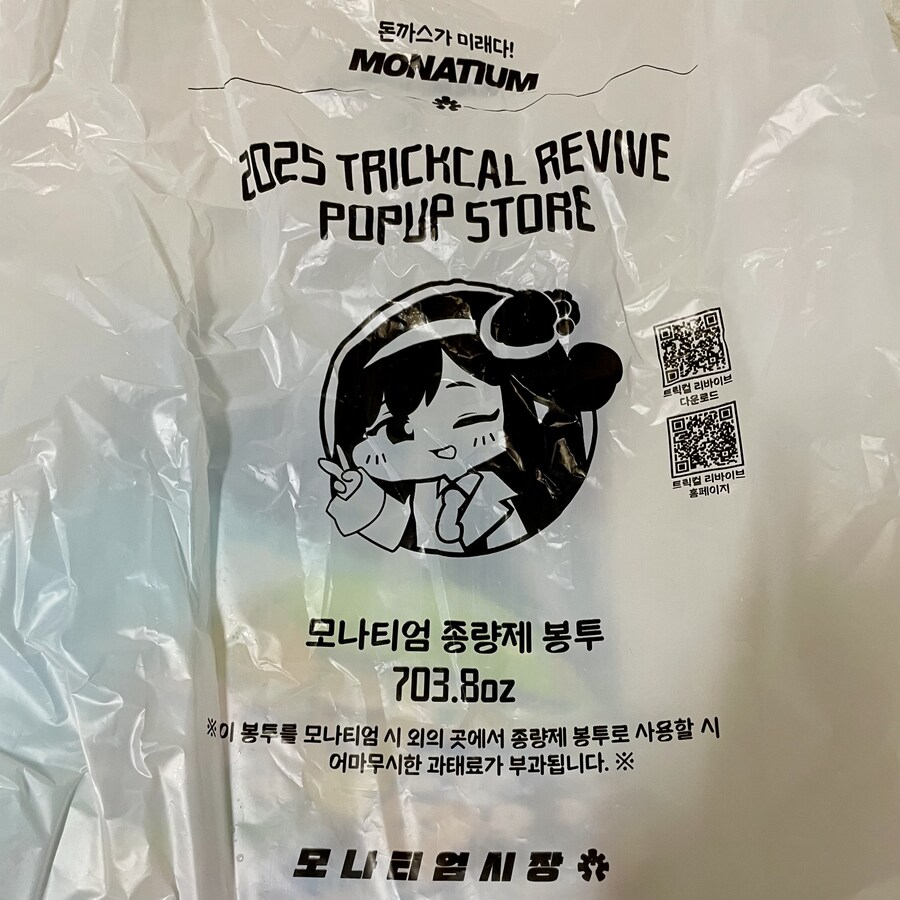 돈까스가 미래다!
MONATIUM
2025 TRICKCAL REVIVE
POPUP STORE
트릭컬 리바이브
다운로드
트릭컬 리바이브
홈페이지
모나티엄 종량제 봉투
703.8oz
※이 봉투를 모나티엄 시 외의 곳에서 종량제 봉투로 사용할 시
어마무시한 과태료가 부과됩니다. ※
모나티엄시장